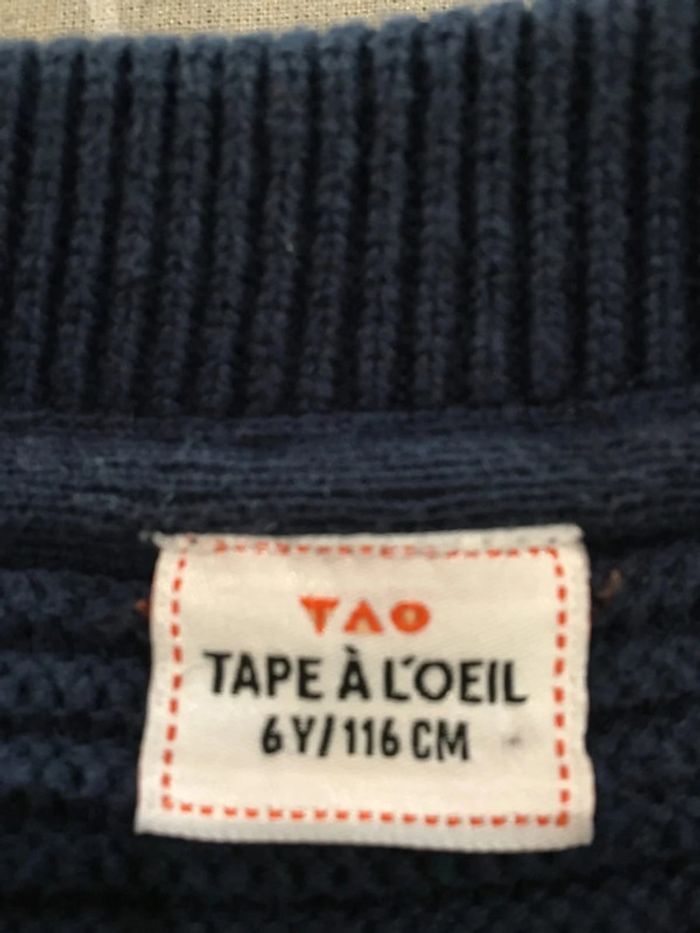 TAO
TAPE À L'OEIL
6Y/116 CM